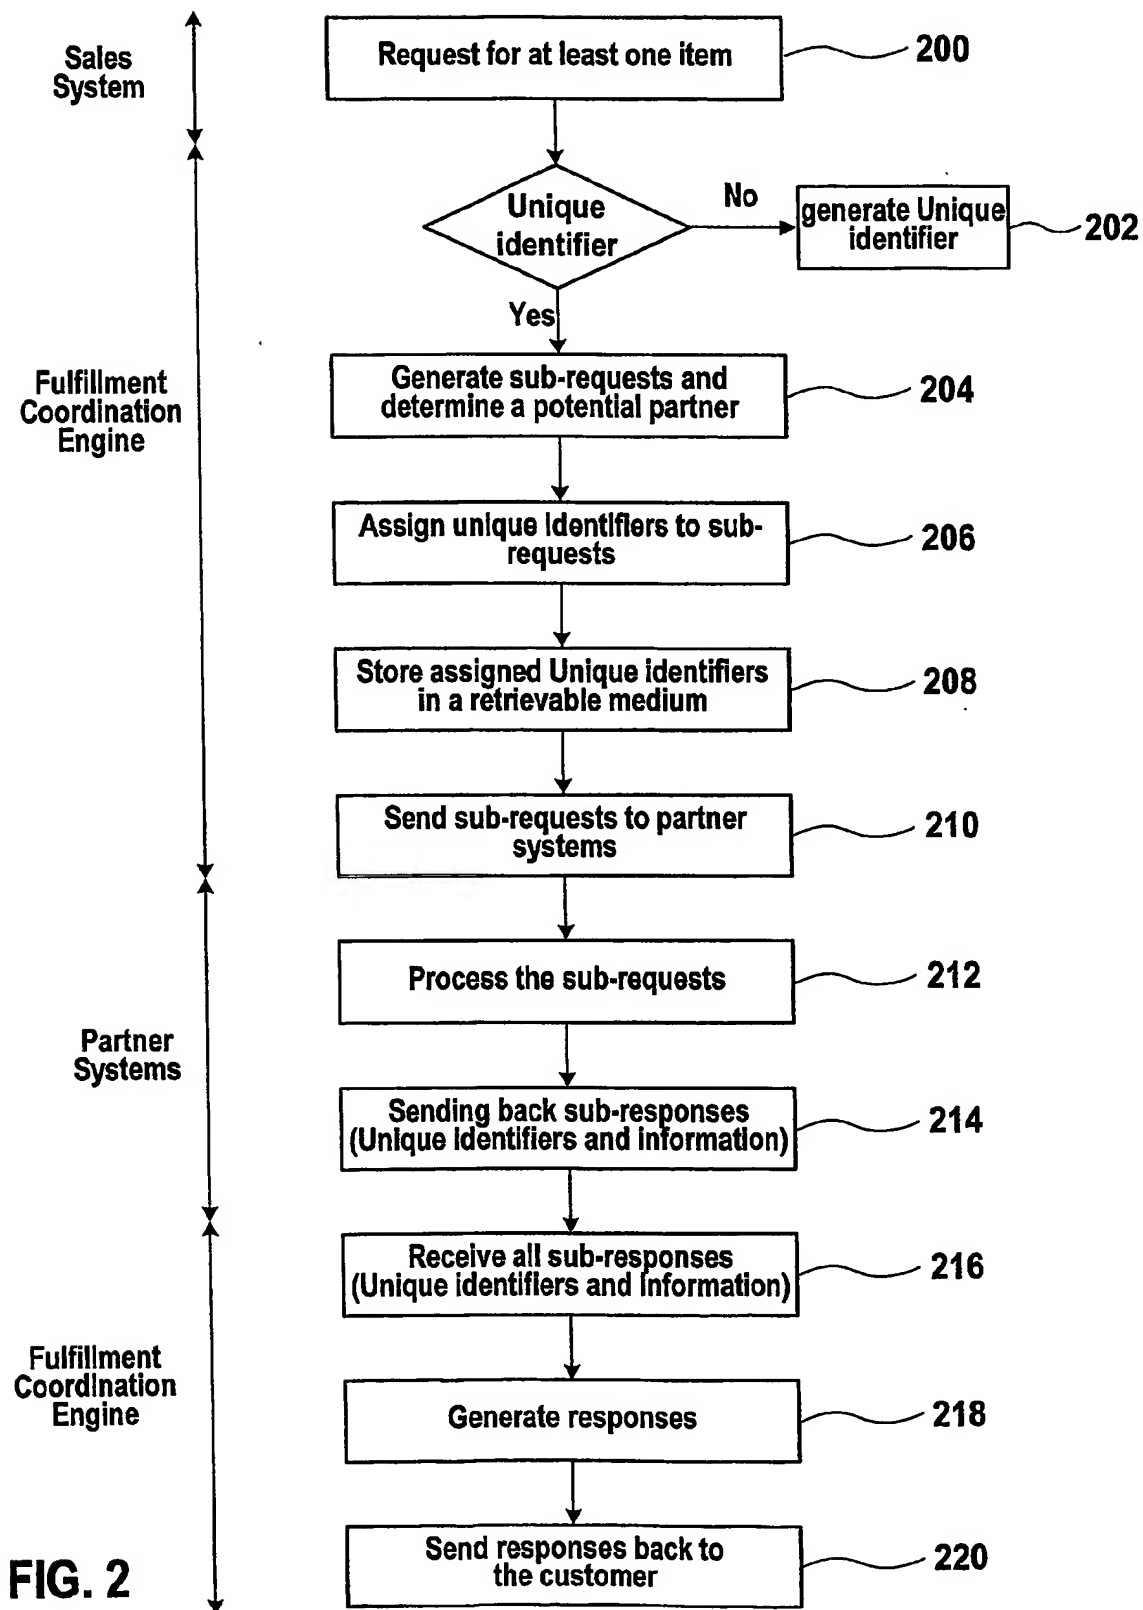 Sales
System
Request for at least one item
200
Unique
identifier
No
generate Unique
identifier
202
Yes
Fulfillment
Coordination
Engine
Generate sub-requests and
determine a potential partner
204
Assign unique identifiers to sub-
requests
206
Store assigned Unique identifiers
in a retrievable medium
208
Send sub-requests to partner
systems
210
Partner
Systems
Process the sub-requests
212
Sending back sub-responses
(Unique identifiers and information)
214
Receive all sub-responses
(Unique identifiers and information)
216
Fulfillment
Coordination
Engine
Generate responses
218
Send responses back to
the customer
220
FIG. 2